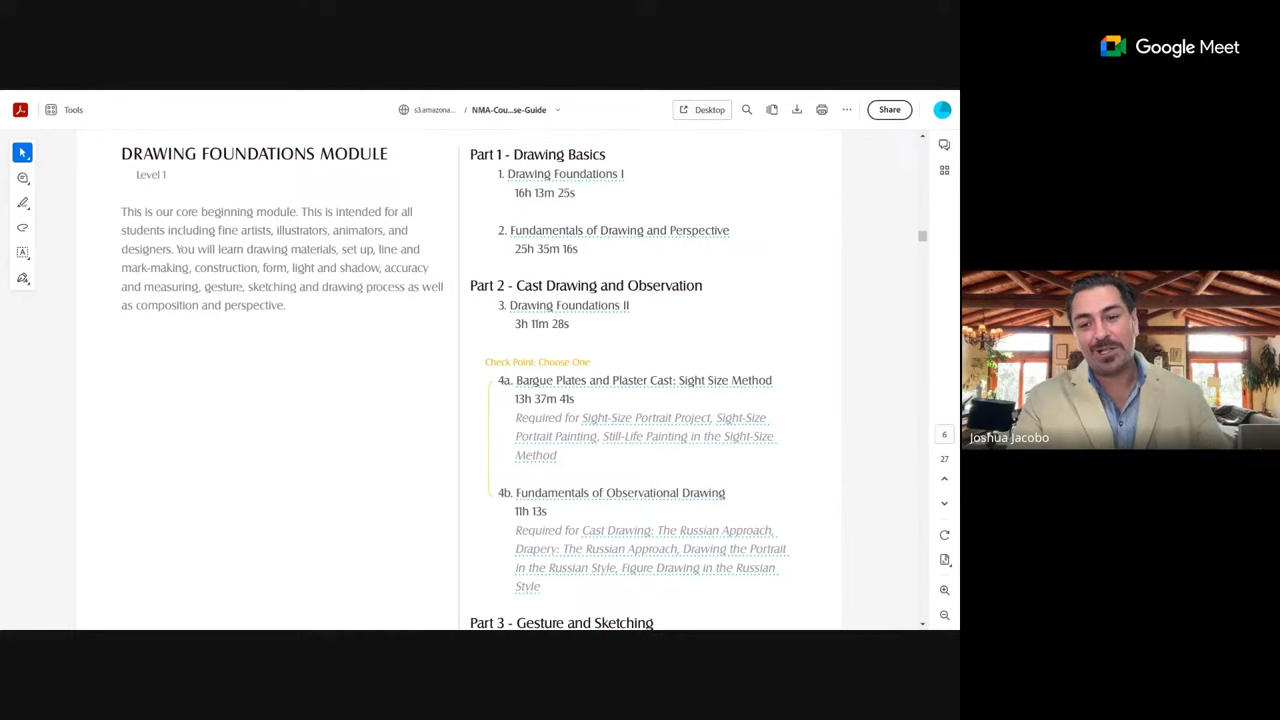 Google Meet
Tools
s3.amazona... / NMA-Cou...se-Guide
Desktop
Share
DRAWING FOUNDATIONS MODULE
Level 1
This is our core beginning module. This is intended for all
students including fine artists, illustrators, animators, and
designers. You will learn drawing materials, set up, line and
mark-making, construction, form, light and shadow, accuracy
and measuring, gesture, sketching and drawing process as well
as composition and perspective.
Part 1 - Drawing Basics
1. Drawing Foundations I
16h 13m 25s
2. Fundamentals of Drawing and Perspective
25h 35m 16s
Part 2 - Cast Drawing and Observation
3. Drawing Foundations II
3h 11m 28s
Check Point: Choose One
4a. Bargue Plates and Plaster Cast: Sight Size Method
13h 37m 41s
Required for Sight-Size Portrait Project, Sight-Size
Portrait Painting, Still-Life Painting in the Sight-Size
Method
4b. Fundamentals of Observational Drawing
11h 13s
Required for Cast Drawing: The Russian Approach,
Drapery: The Russian Approach, Drawing the Portrait
in the Russian Style, Figure Drawing in the Russian
Style
Part 3 - Gesture and Sketching
6
27
Joshua Jacobo